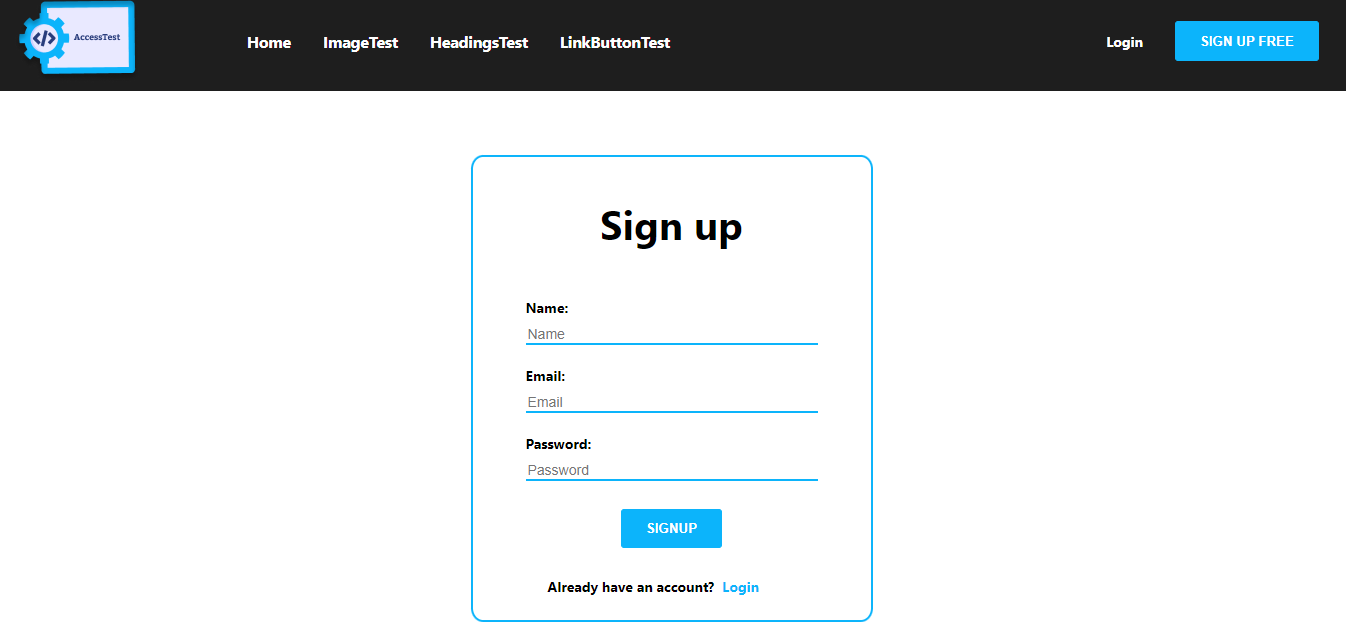 </> AccessTest
Home ImageTest HeadingsTest LinkButtonTest Login SIGN UP FREE
Sign up
Name:
Name
Email:
Email
Password:
Password
SIGNUP
Already have an account? Login